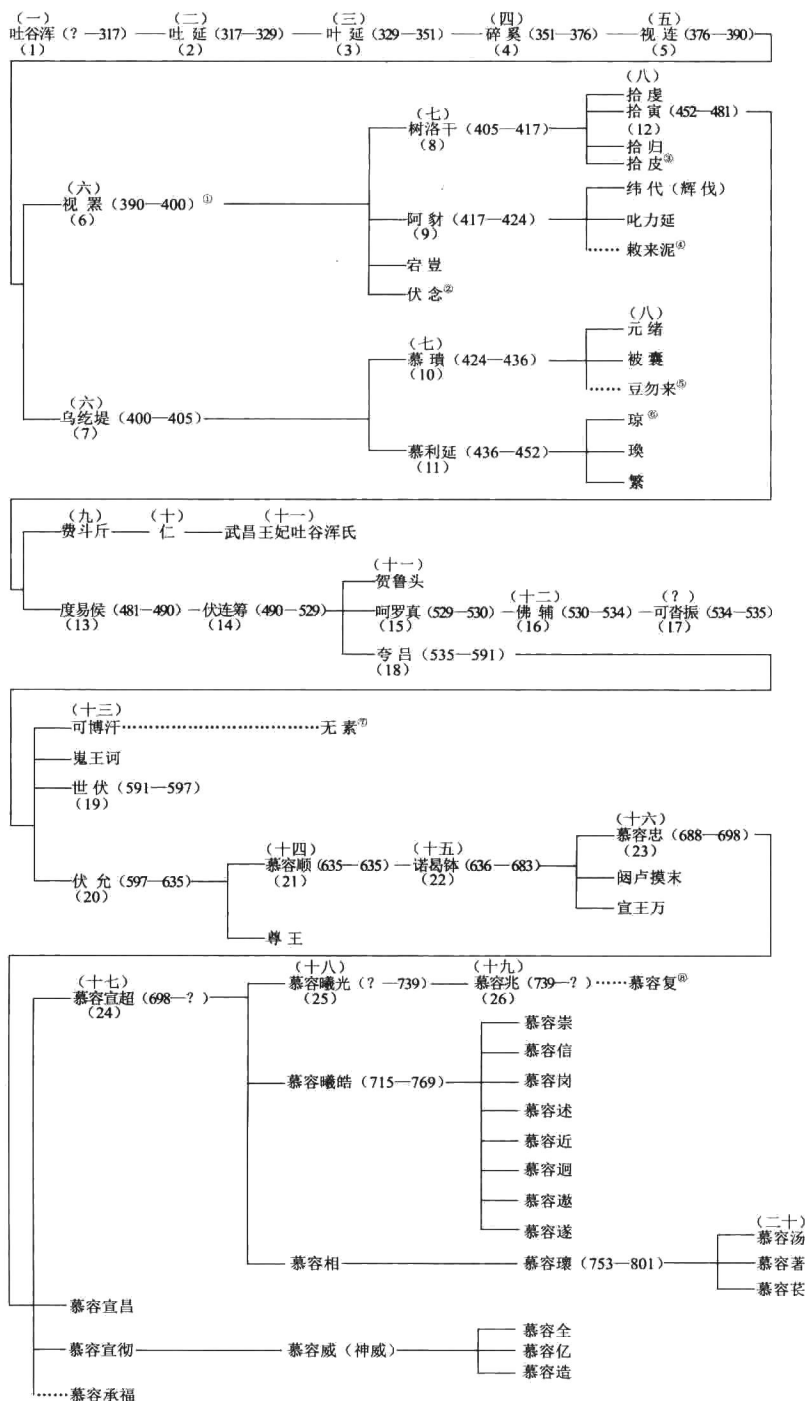 (一) (二) (三) (四) (五)
吐谷浑(?—317) 吐延(317—329) 叶延(329—351) 碎奚(351—376) 视连(376—390)
(1) (2) (3) (4) (5)
(八)
拾虔
(七) 拾寅(452—481)
树洛干(405—417) (12)
(8) 拾归
拾皮③
(六) 纬代(辉伐)
视罴(390—400)① 阿豺(417—424) 叱力延
(6) (9) 敕来泥④
宕岂
伏念②
(八)
(七) 元绪
慕璝(424—436) 被囊
(10) 豆勿来⑤
(六)
乌纥堤(400—405) 琼⑥
(7) 慕利延(436—452) 瑍
(11) 繁
(九) (十) (十一)
费斗斤 仁 武昌王妃吐谷浑氏
(十一)
贺鲁头
(十二) (?)
度易侯(481—490) 伏连筹(490—529) 呵罗真(529—530) 佛辅(530—534) 可沓振(534—535)
(13) (14) (15) (16) (17)
夸吕(535—591)
(18)
(十三)
可博汗 无素⑦
嵬王诃
世伏(591—597)
(19)
(十六)
(十四) (十五) 慕容忠(688—698)
慕容顺(635—635) 诺曷钵(636—683) (23)
伏允(597—635) (21) (22) 闼卢摸末
(20) 宣王万
尊王
(十七) (十八) (十九)
慕容宣超(698—?) 慕容曦光(?—739) 慕容兆(739—?) 慕容复⑧
(24) (25) (26)
慕容崇
慕容信
慕容曦皓(715—769) 慕容岗
慕容述
慕容近
慕容迥
慕容遨
慕容遂
(二十)
慕容汤
慕容相 慕容瓌(753—801) 慕容著
慕容苌
慕容宣昌
慕容全
慕容宣彻 慕容威(神威) 慕容亿
慕容造
慕容承福